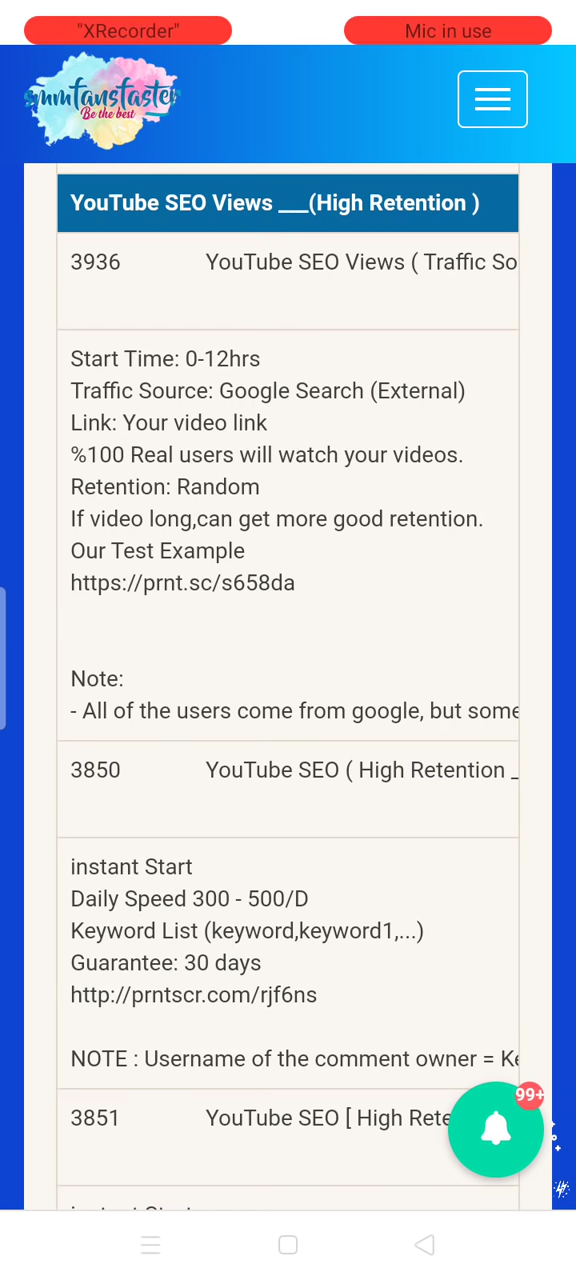 "XRecorder"
Mic in use
smmfansfaster
Be the best
YouTube SEO Views ___(High Retention )
3936 YouTube SEO Views ( Traffic So
Start Time: 0-12hrs
Traffic Source: Google Search (External)
Link: Your video link
%100 Real users will watch your videos.
Retention: Random
If video long,can get more good retention.
Our Test Example
https://prnt.sc/s658da
Note:
- All of the users come from google, but some
3850 YouTube SEO ( High Retention _
instant Start
Daily Speed 300 - 500/D
Keyword List (keyword,keyword1,...)
Guarantee: 30 days
http://prntscr.com/rjf6ns
NOTE : Username of the comment owner = Ke
99+
3851 YouTube SEO [ High Rete